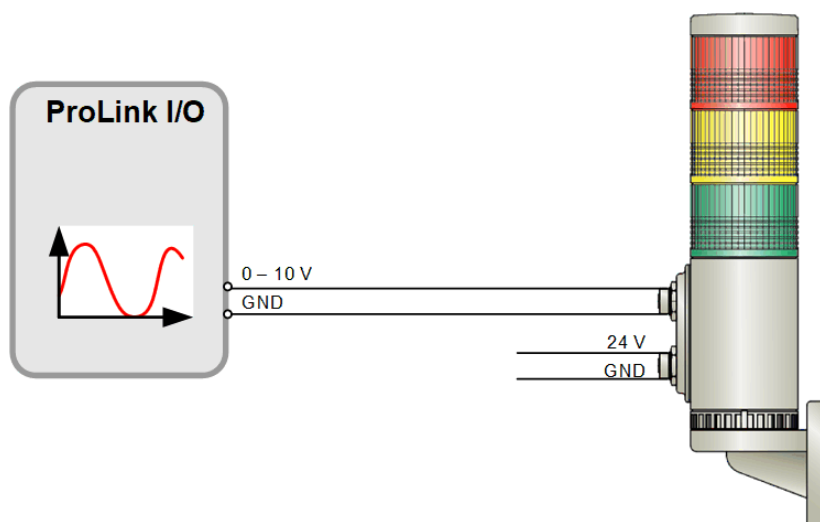 ProLink I/O
0 – 10 V
GND
24 V
GND